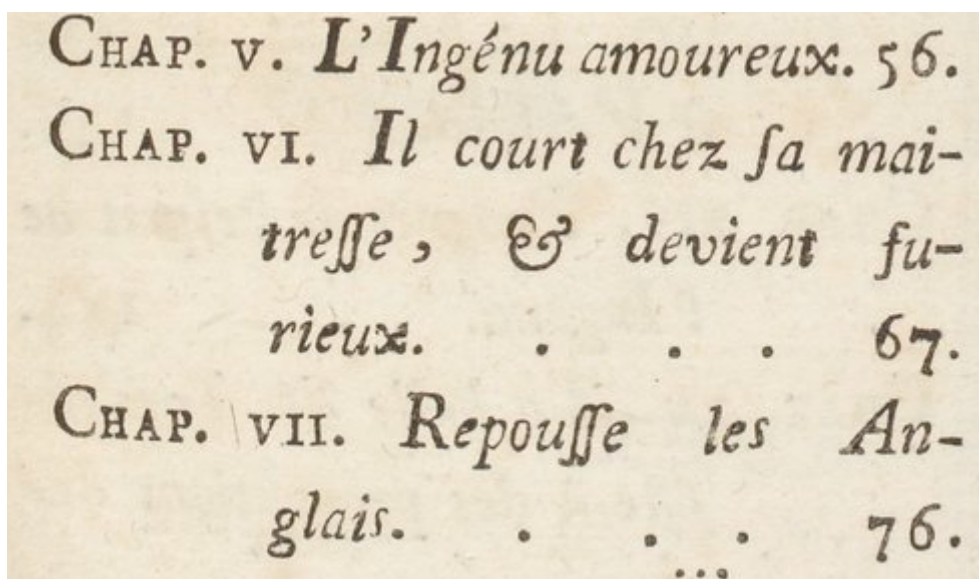 CHAP. V. L'Ingénu amoureux. 56.
CHAP. VI. Il court chez ſa mai-
treſſe, & devient fu-
rieux. . . . 67.
CHAP. VII. Repouſſe les An-
glais. . . . 76.